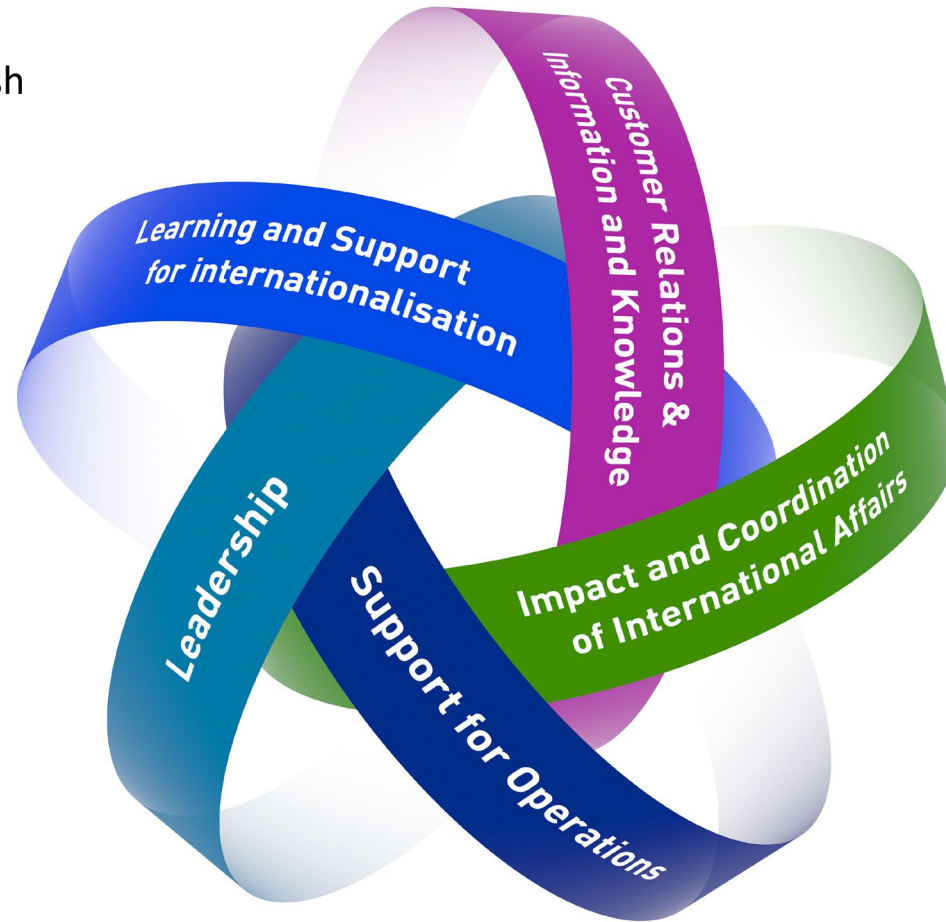 sh
Customer Relations &
Information and Knowledge
Learning and Support
for internationalisation
Impact and Coordination
of International Affairs
Leadership
Support for Operations